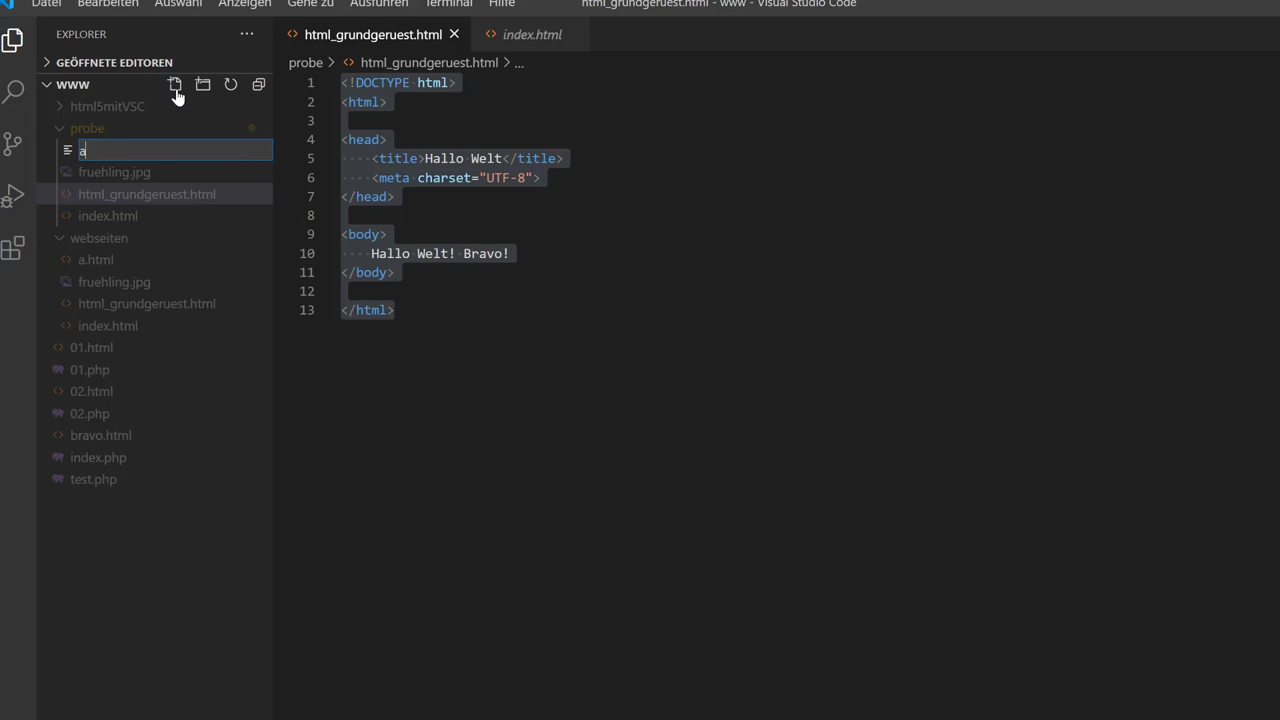 Datei Bearbeiten Auswahl Anzeigen Gehe zu Ausführen Terminal Hilfe html_grundgeruest.html - www - Visual Studio Code
EXPLORER ...
GEÖFFNETE EDITOREN
WWW
html5mitVSC
probe
a
fruehling.jpg
html_grundgeruest.html
index.html
webseiten
a.html
fruehling.jpg
html_grundgeruest.html
index.html
01.html
01.php
02.html
02.php
bravo.html
index.php
test.php
html_grundgeruest.html index.html
probe > html_grundgeruest.html > ...
1 <!DOCTYPE html>
2 <html>
3
4 <head>
5 ····<title>Hallo·Welt</title>
6 ····<meta·charset="UTF-8">
7 </head>
8
9 <body>
10 ····Hallo·Welt!·Bravo!
11 </body>
12
13 </html>